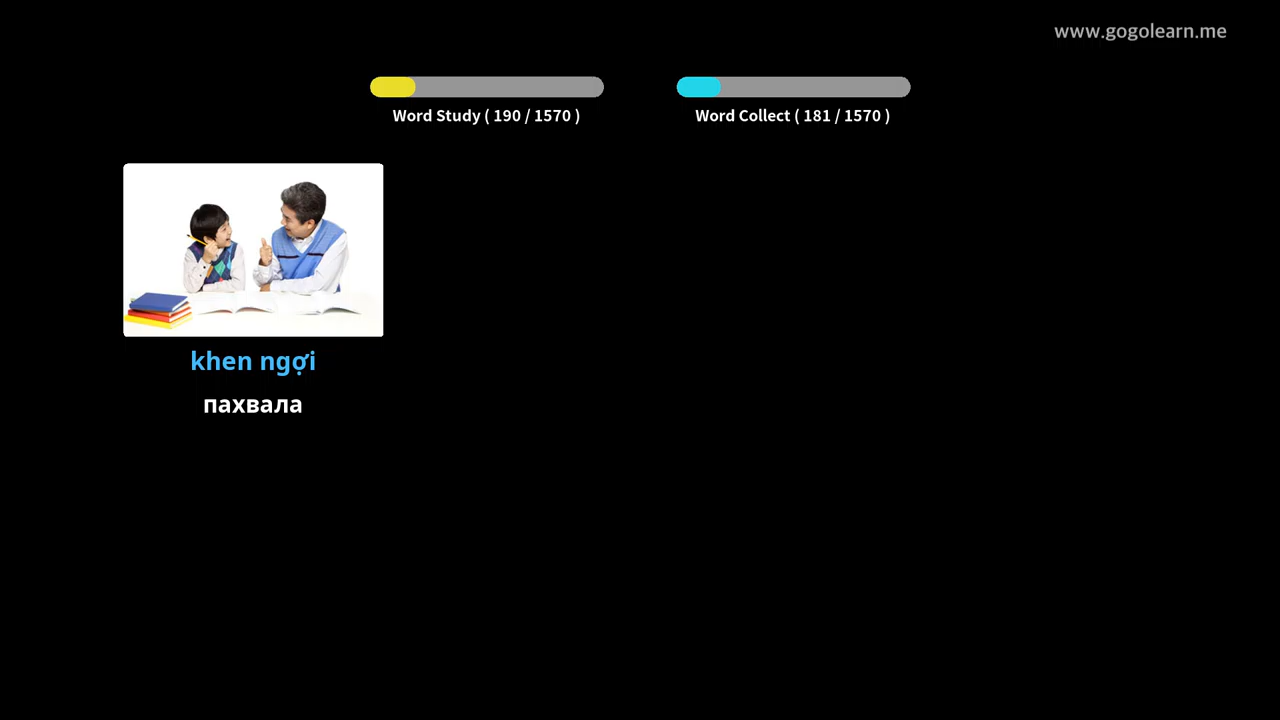 www.gogolearn.me
Word Study ( 190 / 1570 )
Word Collect ( 181 / 1570 )
khen ngợi
пахвала